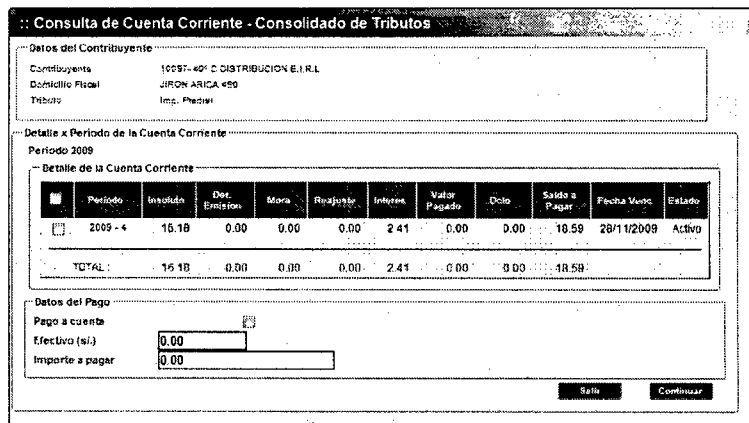 :: Consulta de Cuenta Corriente - Consolidado de Tributos
Datos del Contribuyente
Contribuyente DISTRIBUCION E.I.R.L
Domicilio Fiscal JIRON ARICA 490
Tributo Imp. Predial
Detalle x Periodo de la Cuenta Corriente
Periodo 2009
Detalle de la Cuenta Corriente
Periodo Insoluto Der. Emision Mora Reajuste Interes Valor Pagado Dcto Saldo a Pagar Fecha Venc. Estado
2009 - 4 16.18 0.00 0.00 0.00 2.41 0.00 0.00 18.59 28/11/2009 Activo
TOTAL : 16.18 0.00 0.00 0.00 2.41 0.00 0.00 18.59
Datos del Pago
Pago a cuenta
Efectivo (s/.) 0.00
Importe a pagar 0.00
Salir Continuar